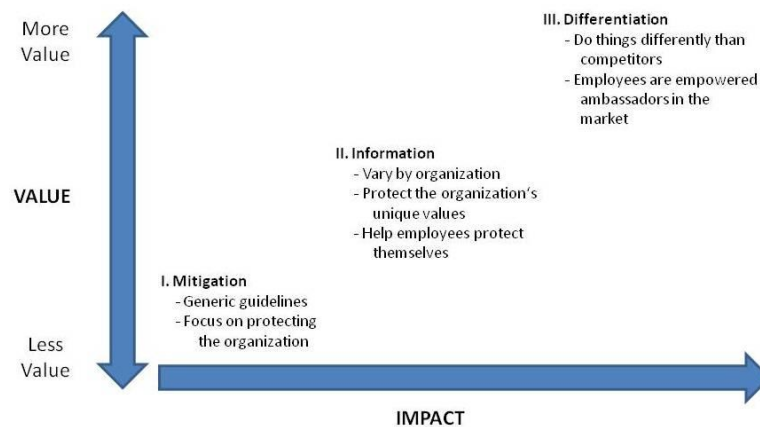 III. Differentiation
- Do things differently than
competitors
- Employees are empowered
ambassadors in the
market
More
Value
II. Information
- Vary by organization
- Protect the organization's
unique values
- Help employees protect
themselves
VALUE
I. Mitigation
- Generic guidelines
- Focus on protecting
the organization
Less
Value
IMPACT